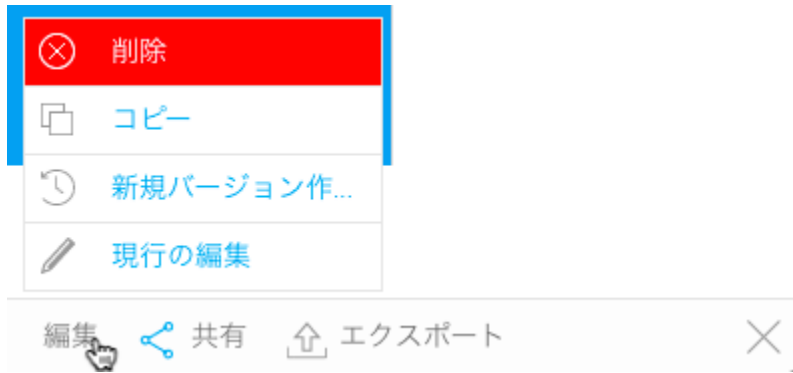 削除
コピー
新規バージョン作...
現行の編集
編集 共有 エクスポート